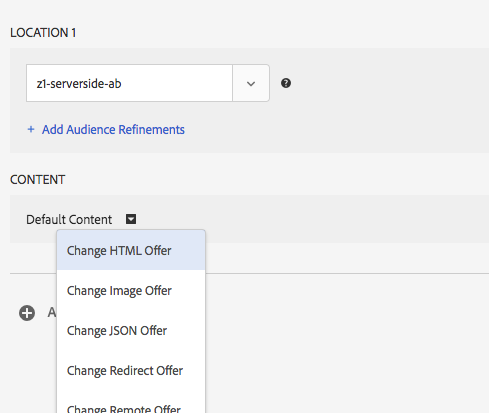 LOCATION 1
z1-serverside-ab
?
+ Add Audience Refinements
CONTENT
Default Content
Change HTML Offer
Change Image Offer
A
Change JSON Offer
Change Redirect Offer
Change Remote Offer